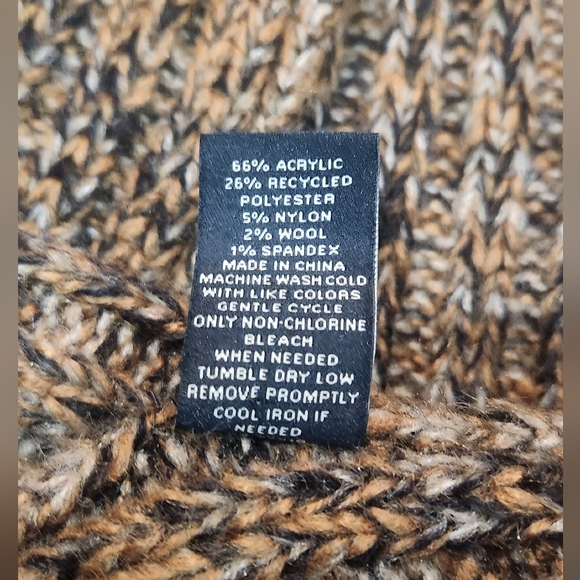 66% ACRYLIC
26% RECYCLED
POLYESTER
5% NYLON
2% WOOL
1% SPANDEX
MADE IN CHINA
MACHINE WASH COLD
WITH LIKE COLORS
GENTLE CYCLE
ONLY NON-CHLORINE
BLEACH
WHEN NEEDED
TUMBLE DRY LOW
REMOVE PROMPTLY
COOL IRON IF
NEEDED